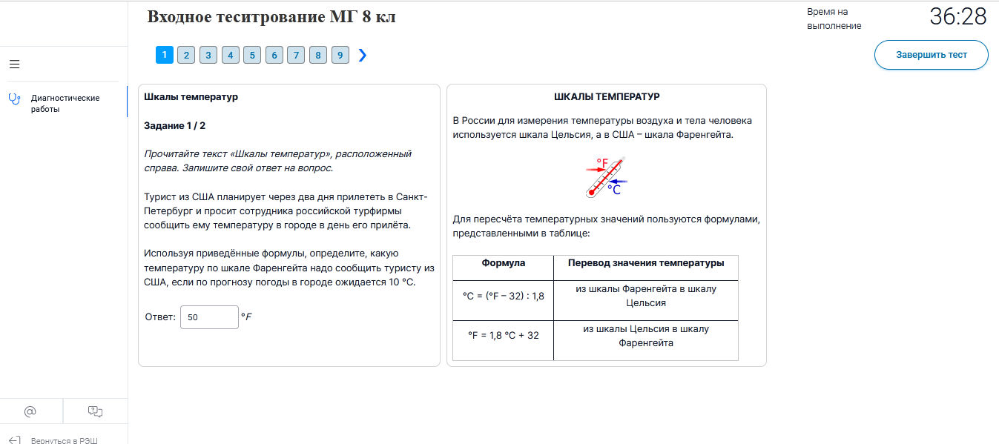 Входное теситрование МГ 8 кл
Время на
выполнение
36:28
1 2 3 4 5 6 7 8 9
Завершить тест
Диагностические
работы
Шкалы температур
Задание 1 / 2
Прочитайте текст «Шкалы температур», расположенный
справа. Запишите свой ответ на вопрос.
Турист из США планирует через два дня прилететь в Санкт-
Петербург и просит сотрудника российской турфирмы
сообщить ему температуру в городе в день его прилёта.
Используя приведённые формулы, определите, какую
температуру по шкале Фаренгейта надо сообщить туристу из
США, если по прогнозу погоды в городе ожидается 10 °C.
Ответ: 50 °F
ШКАЛЫ ТЕМПЕРАТУР
В России для измерения температуры воздуха и тела человека
используется шкала Цельсия, а в США – шкала Фаренгейта.
°F
°C
Для пересчёта температурных значений пользуются формулами,
представленными в таблице:
Формула
Перевод значения температуры
°C = (°F – 32) : 1,8
из шкалы Фаренгейта в шкалу
Цельсия
°F = 1,8 °C + 32
из шкалы Цельсия в шкалу
Фаренгейта
@
Вернуться в РЭШ